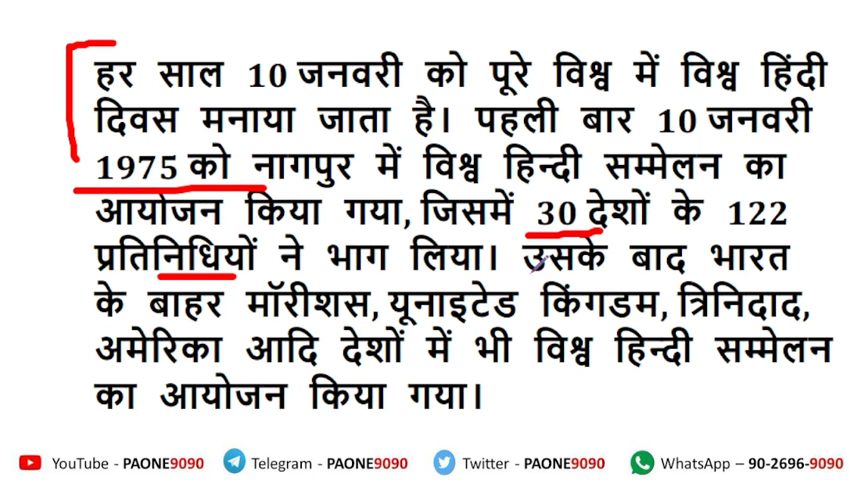 हर साल 10 जनवरी को पूरे विश्व में विश्व हिंदी
दिवस मनाया जाता है। पहली बार 10 जनवरी
1975 को नागपुर में विश्व हिन्दी सम्मेलन का
आयोजन किया गया, जिसमें 30 देशों के 122
प्रतिनिधियों ने भाग लिया। उसके बाद भारत
के बाहर मॉरीशस, यूनाइटेड किंगडम, त्रिनिदाद,
अमेरिका आदि देशों में भी विश्व हिन्दी सम्मेलन
का आयोजन किया गया।
YouTube - PAONE9090 Telegram - PAONE9090 Twitter - PAONE9090 WhatsApp – 90-2696-9090